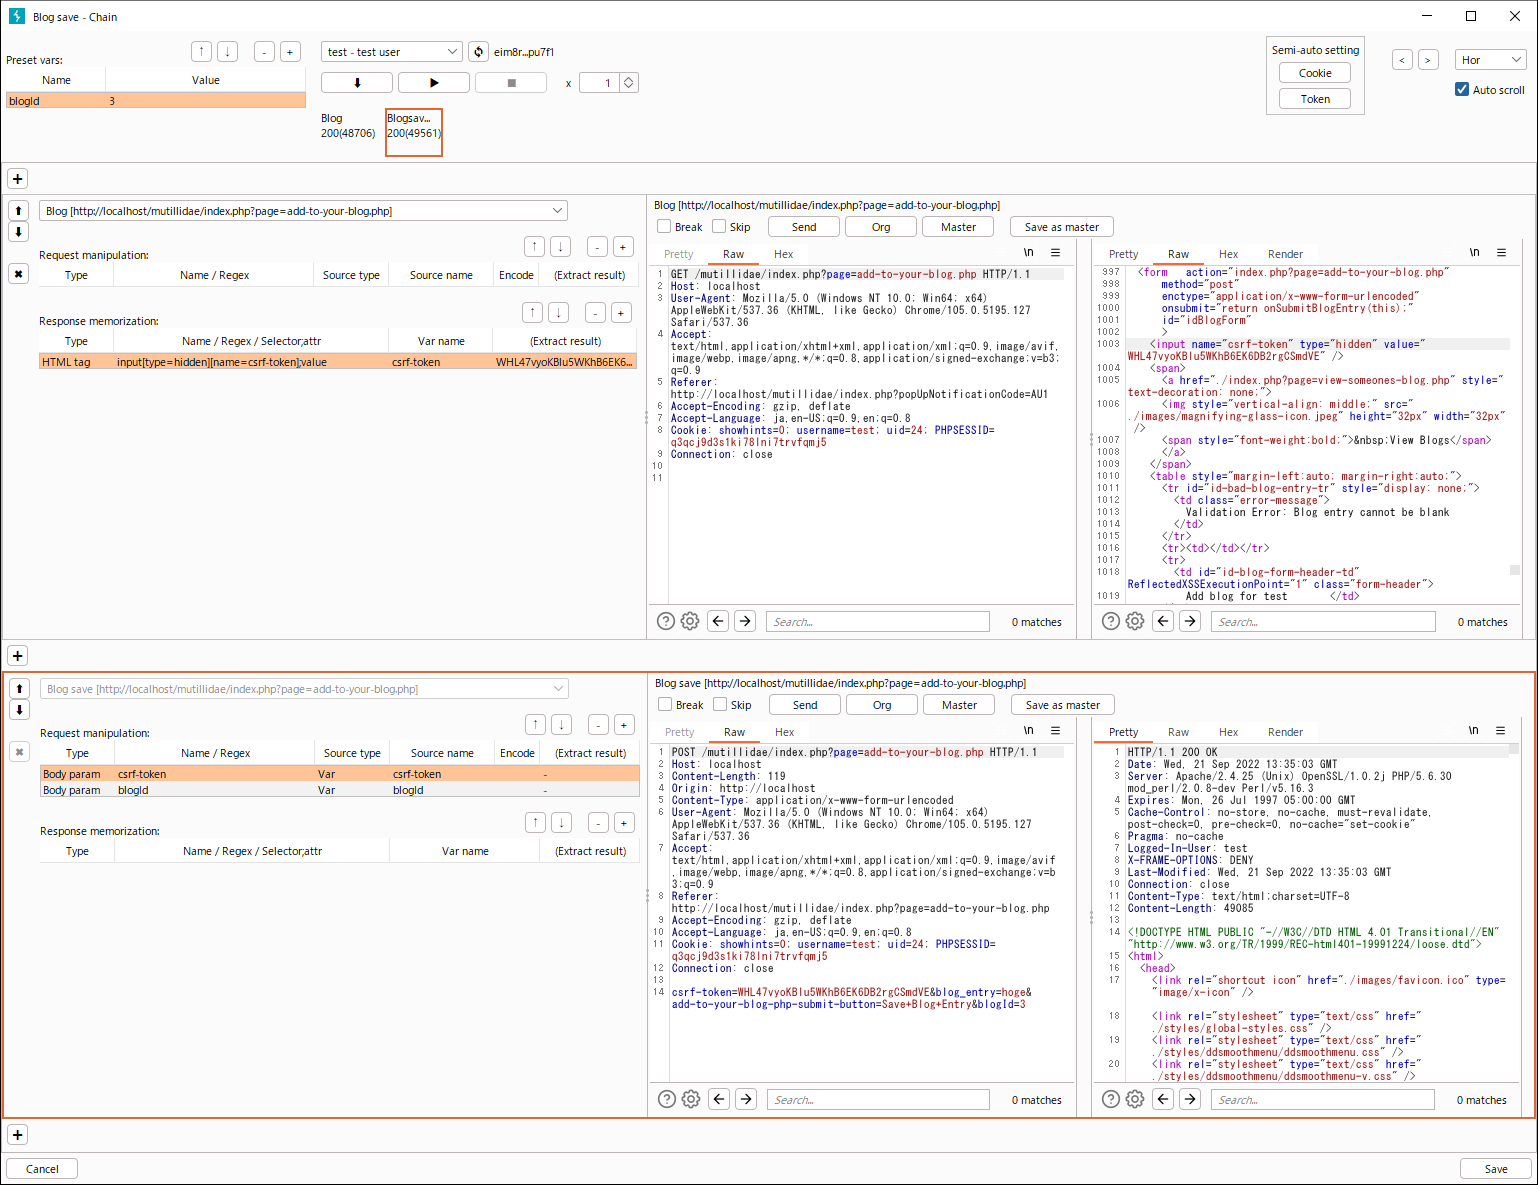 Blog save - Chain
Preset vars:
↑ ↓ - +
Name Value
blogId 3
test - test user
eim8r...pu7f1
x 1
Blog
200(48706)
Blogsav...
200(49561)
Semi-auto setting
Cookie
Token
< >
Hor
Auto scroll
+
Blog [http://localhost/mutillidae/index.php?page=add-to-your-blog.php]
Request manipulation:
↑ ↓ - +
Type Name / Regex Source type Source name Encode (Extract result)
Response memorization:
↑ ↓ - +
Type Name / Regex / Selector;attr Var name (Extract result)
HTML tag input[type=hidden][name=csrf-token];value csrf-token WHL47vyoKBlu5WKhB6EK6...
Blog [http://localhost/mutillidae/index.php?page=add-to-your-blog.php]
Break Skip Send Org Master Save as master
Pretty Raw Hex \n
1 GET /mutillidae/index.php?page=add-to-your-blog.php HTTP/1.1
2 Host: localhost
3 User-Agent: Mozilla/5.0 (Windows NT 10.0; Win64; x64)
AppleWebKit/537.36 (KHTML, like Gecko) Chrome/105.0.5195.127
Safari/537.36
4 Accept:
text/html,application/xhtml+xml,application/xml;q=0.9,image/avif,
image/webp,image/apng,*/*;q=0.8,application/signed-exchange;v=b3;
q=0.9
5 Referer:
http://localhost/mutillidae/index.php?popUpNotificationCode=AU1
6 Accept-Encoding: gzip, deflate
7 Accept-Language: ja,en-US;q=0.9,en;q=0.8
8 Cookie: showhints=0; username=test; uid=24; PHPSESSID=
q3qcj9d3s1ki78lni7trvfqmj5
9 Connection: close
10
11
Search...
0 matches
Pretty Raw Hex Render \n
997 <form action="index.php?page=add-to-your-blog.php"
998 method="post"
999 enctype="application/x-www-form-urlencoded"
1000 onsubmit="return onSubmitBlogEntry(this);"
1001 id="idBlogForm"
1002 >
1003 <input name="csrf-token" type="hidden" value="
WHL47vyoKBlu5WKhB6EK6DB2rgCSmdVE" />
1004 <span>
1005 <a href="./index.php?page=view-someones-blog.php" style="
text-decoration: none;">
1006 <img style="vertical-align: middle;" src="
./images/magnifying-glass-icon.jpeg" height="32px" width="32px"
/>
1007 <span style="font-weight:bold;">&nbsp;View Blogs</span>
1008 </a>
1009 </span>
1010 <table style="margin-left:auto; margin-right:auto;">
1011 <tr id="id-bad-blog-entry-tr" style="display: none;">
1012 <td class="error-message">
1013 Validation Error: Blog entry cannot be blank
1014 </td>
1015 </tr>
1016 <tr><td></td></tr>
1017 <tr>
1018 <td id="id-blog-form-header-td"
ReflectedXSSExecutionPoint="1" class="form-header">
1019 Add blog for test </td>
Search...
0 matches
+
Blog save [http://localhost/mutillidae/index.php?page=add-to-your-blog.php]
Request manipulation:
↑ ↓ - +
Type Name / Regex Source type Source name Encode (Extract result)
Body param csrf-token Var csrf-token -
Body param blogId Var blogId -
Response memorization:
↑ ↓ - +
Type Name / Regex / Selector;attr Var name (Extract result)
Blog save [http://localhost/mutillidae/index.php?page=add-to-your-blog.php]
Break Skip Send Org Master Save as master
Pretty Raw Hex \n
1 POST /mutillidae/index.php?page=add-to-your-blog.php HTTP/1.1
2 Host: localhost
3 Content-Length: 119
4 Origin: http://localhost
5 Content-Type: application/x-www-form-urlencoded
6 User-Agent: Mozilla/5.0 (Windows NT 10.0; Win64; x64)
AppleWebKit/537.36 (KHTML, like Gecko) Chrome/105.0.5195.127
Safari/537.36
7 Accept:
text/html,application/xhtml+xml,application/xml;q=0.9,image/avif
,image/webp,image/apng,*/*;q=0.8,application/signed-exchange;v=b
3;q=0.9
8 Referer:
http://localhost/mutillidae/index.php?page=add-to-your-blog.php
9 Accept-Encoding: gzip, deflate
10 Accept-Language: ja,en-US;q=0.9,en;q=0.8
11 Cookie: showhints=0; username=test; uid=24; PHPSESSID=
q3qcj9d3s1ki78lni7trvfqmj5
12 Connection: close
13
14 csrf-token=WHL47vyoKBlu5WKhB6EK6DB2rgCSmdVE&blog_entry=hoge&
add-to-your-blog-php-submit-button=Save+Blog+Entry&blogId=3
Search...
0 matches
Pretty Raw Hex Render \n
1 HTTP/1.1 200 OK
2 Date: Wed, 21 Sep 2022 13:35:03 GMT
3 Server: Apache/2.4.25 (Unix) OpenSSL/1.0.2j PHP/5.6.30
mod_perl/2.0.8-dev Perl/v5.16.3
4 Expires: Mon, 26 Jul 1997 05:00:00 GMT
5 Cache-Control: no-store, no-cache, must-revalidate,
post-check=0, pre-check=0, no-cache="set-cookie"
6 Pragma: no-cache
7 Logged-In-User: test
8 X-FRAME-OPTIONS: DENY
9 Last-Modified: Wed, 21 Sep 2022 13:35:03 GMT
10 Connection: close
11 Content-Type: text/html;charset=UTF-8
12 Content-Length: 49085
13
14 <!DOCTYPE HTML PUBLIC "-//W3C//DTD HTML 4.01 Transitional//EN"
"http://www.w3.org/TR/1999/REC-html401-19991224/loose.dtd">
15 <html>
16 <head>
17 <link rel="shortcut icon" href="./images/favicon.ico" type=
"image/x-icon" />
18 <link rel="stylesheet" type="text/css" href="
./styles/global-styles.css" />
19 <link rel="stylesheet" type="text/css" href="
./styles/ddsmoothmenu/ddsmoothmenu.css" />
20 <link rel="stylesheet" type="text/css" href="
./styles/ddsmoothmenu/ddsmoothmenu-v.css" />
Search...
0 matches
+
Cancel
Save